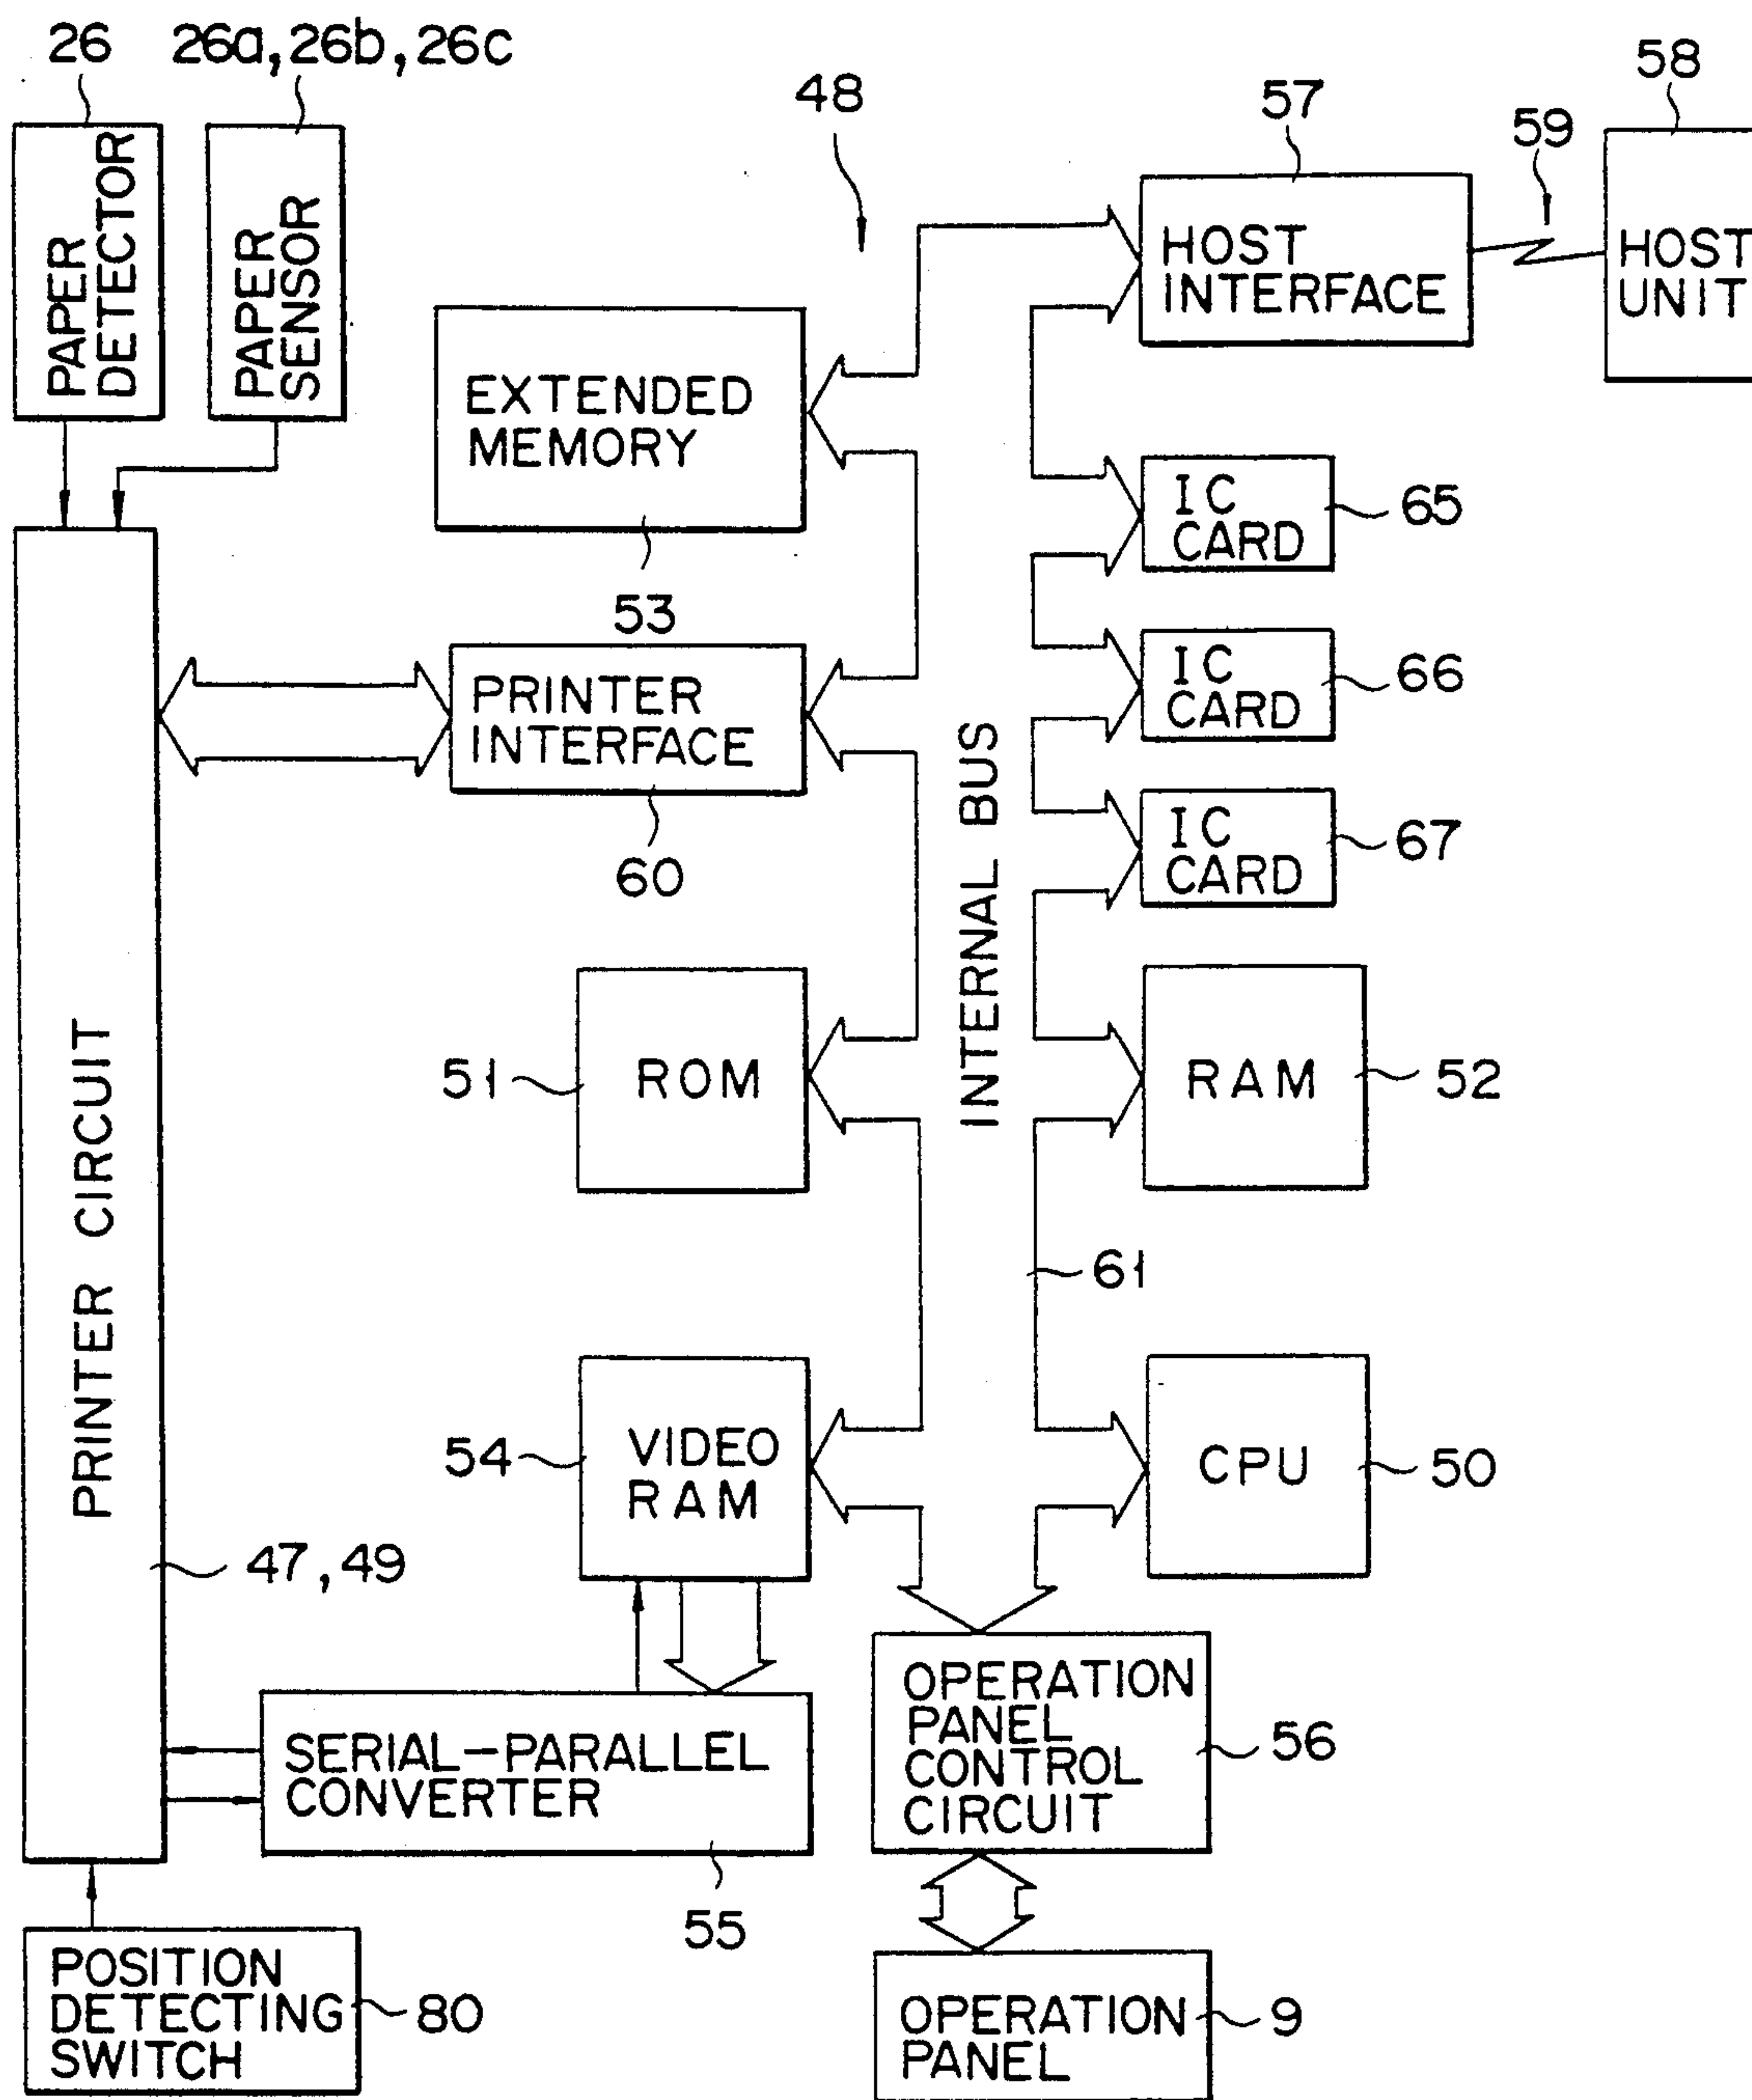 26
26a, 26b, 26c
48
57
59
58
PAPER
DETECTOR
PAPER
SENSOR
HOST
INTERFACE
HOST
UNIT
EXTENDED
MEMORY
53
IC
CARD
65
PRINTER
INTERFACE
60
IC
CARD
66
IC
CARD
67
INTERNAL BUS
PRINTER CIRCUIT
47, 49
51
ROM
RAM
52
61
54
VIDEO
RAM
CPU
50
SERIAL-PARALLEL
CONVERTER
55
OPERATION
PANEL
CONTROL
CIRCUIT
56
POSITION
DETECTING
SWITCH
80
OPERATION
PANEL
9